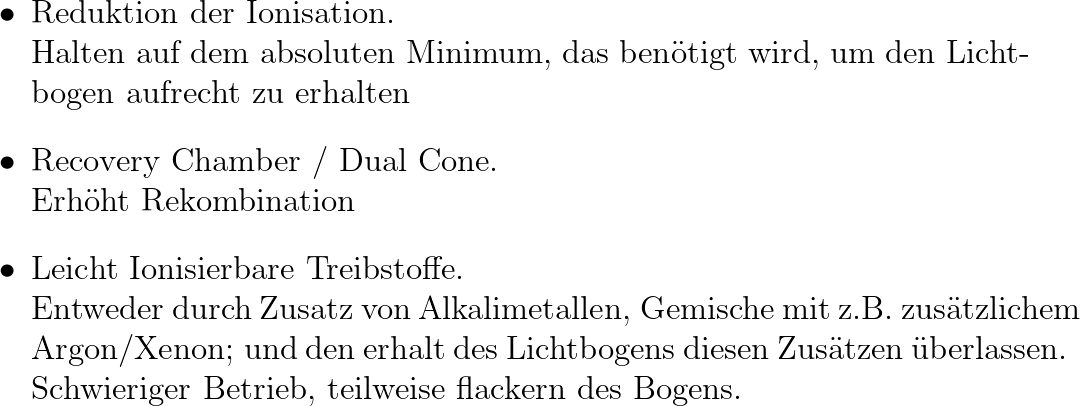 • Reduktion der Ionisation.
Halten auf dem absoluten Minimum, das benötigt wird, um den Licht-
bogen aufrecht zu erhalten
• Recovery Chamber / Dual Cone.
Erhöht Rekombination
• Leicht Ionisierbare Treibstoffe.
Entweder durch Zusatz von Alkalimetallen, Gemische mit z.B. zusätzlichem
Argon/Xenon; und den erhalt des Lichtbogens diesen Zusätzen überlassen.
Schwieriger Betrieb, teilweise flackern des Bogens.